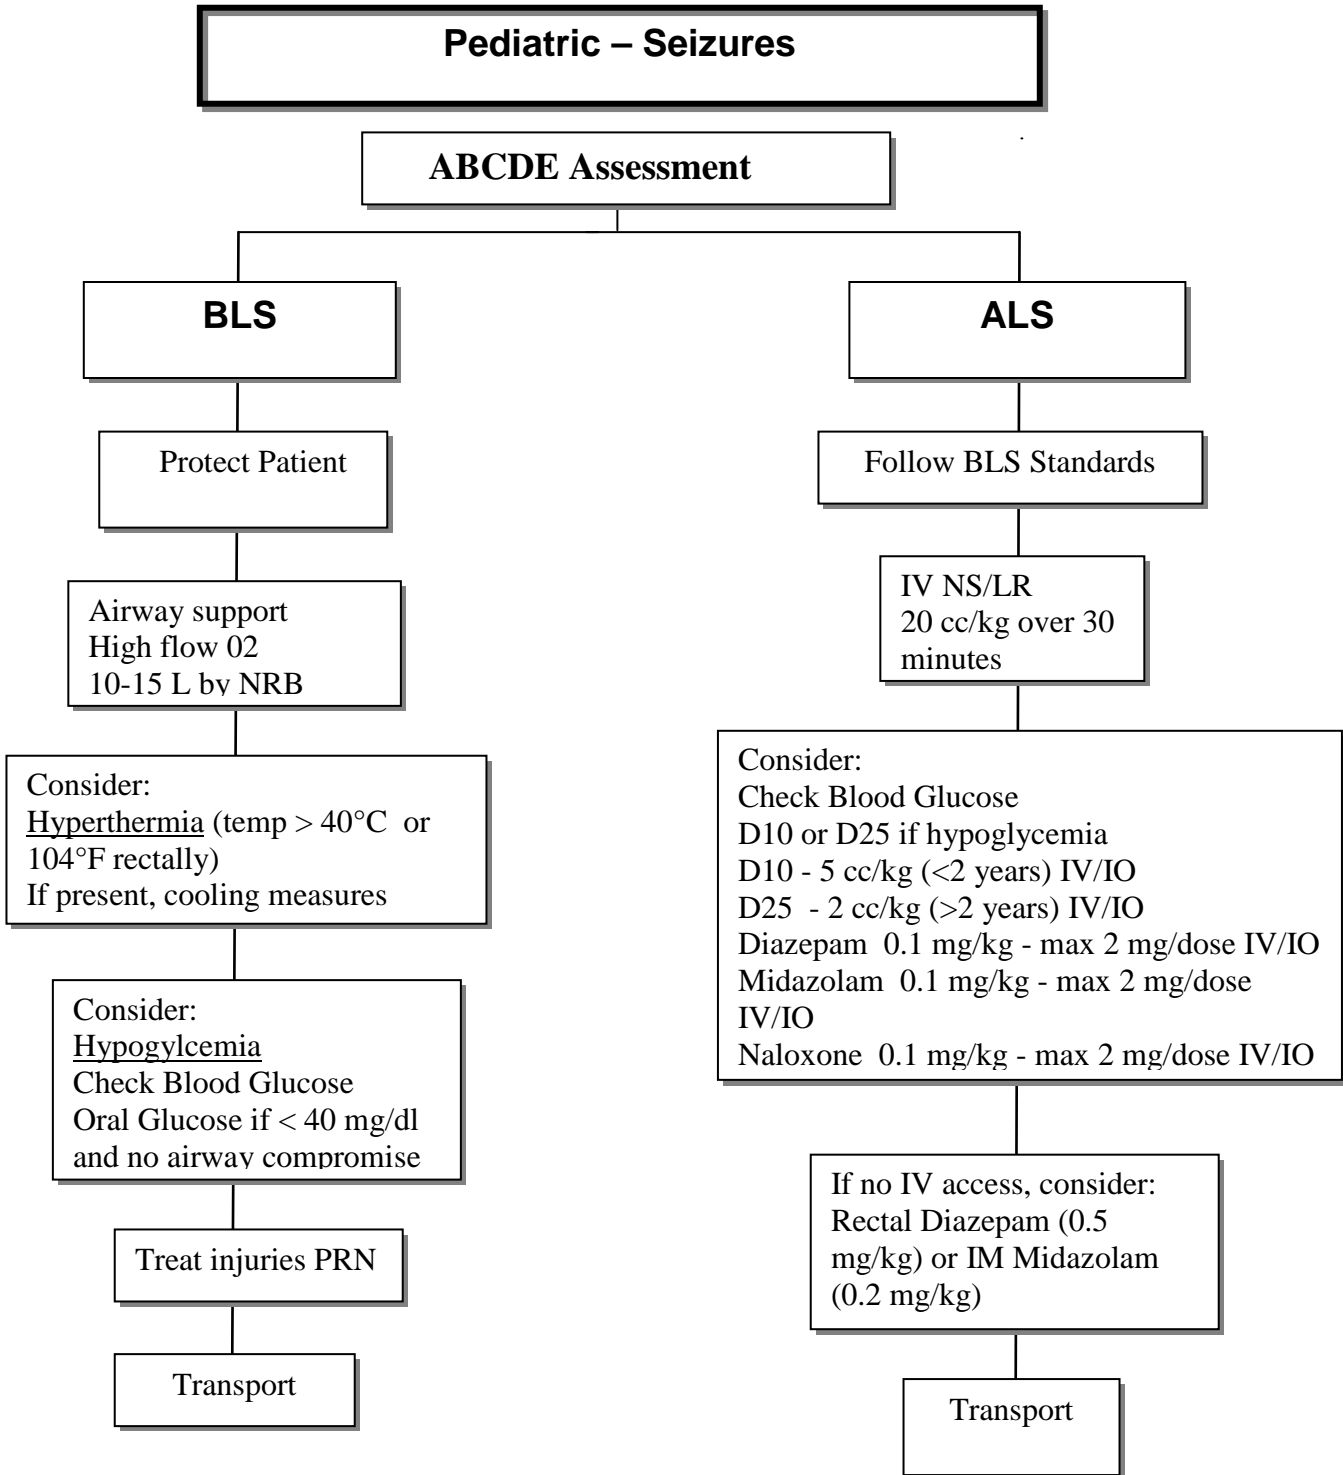 Pediatric – Seizures
ABCDE Assessment
BLS
Protect Patient
Airway support
High flow 02
10-15 L by NRB
Consider:
Hyperthermia (temp > 40°C or
104°F rectally)
If present, cooling measures
Consider:
Hypogylcemia
Check Blood Glucose
Oral Glucose if < 40 mg/dl
and no airway compromise
Treat injuries PRN
Transport
ALS
Follow BLS Standards
IV NS/LR
20 cc/kg over 30
minutes
Consider:
Check Blood Glucose
D10 or D25 if hypoglycemia
D10 - 5 cc/kg (<2 years) IV/IO
D25 - 2 cc/kg (>2 years) IV/IO
Diazepam 0.1 mg/kg - max 2 mg/dose IV/IO
Midazolam 0.1 mg/kg - max 2 mg/dose
IV/IO
Naloxone 0.1 mg/kg - max 2 mg/dose IV/IO
If no IV access, consider:
Rectal Diazepam (0.5
mg/kg) or IM Midazolam
(0.2 mg/kg)
Transport